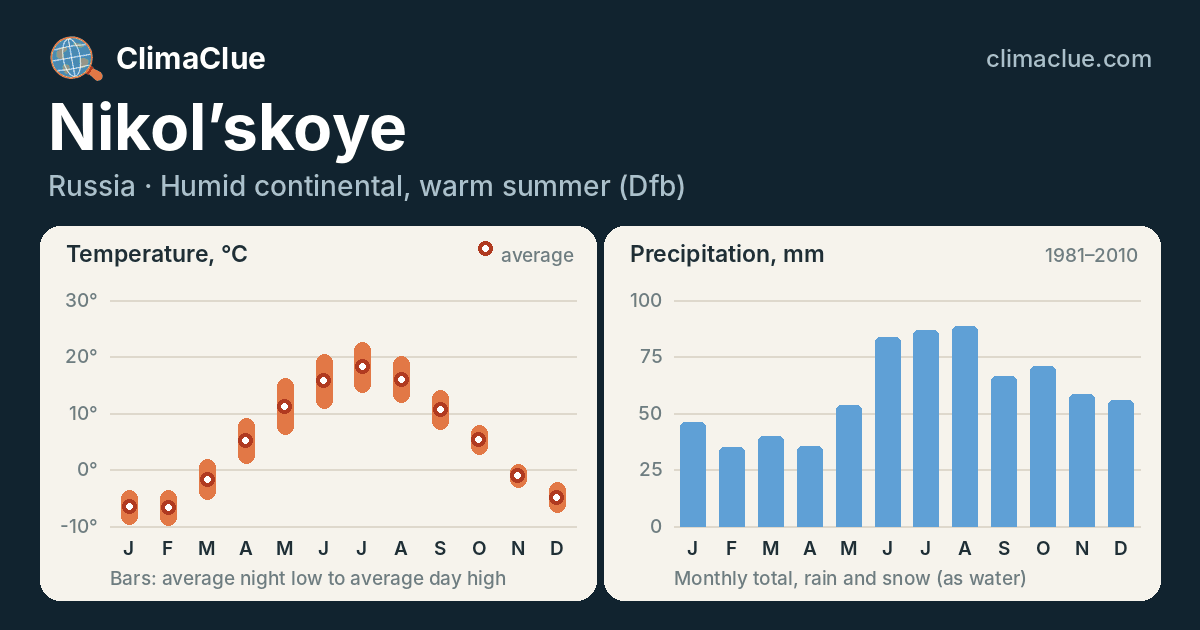 ClimaClue
climaclue.com
Nikol’skoye
Russia · Humid continental, warm summer (Dfb)
Temperature, °C
average
30°
20°
10°
0°
-10°
J F M A M J J A S O N D
Bars: average night low to average day high
Precipitation, mm
1981–2010
100
75
50
25
0
J F M A M J J A S O N D
Monthly total, rain and snow (as water)